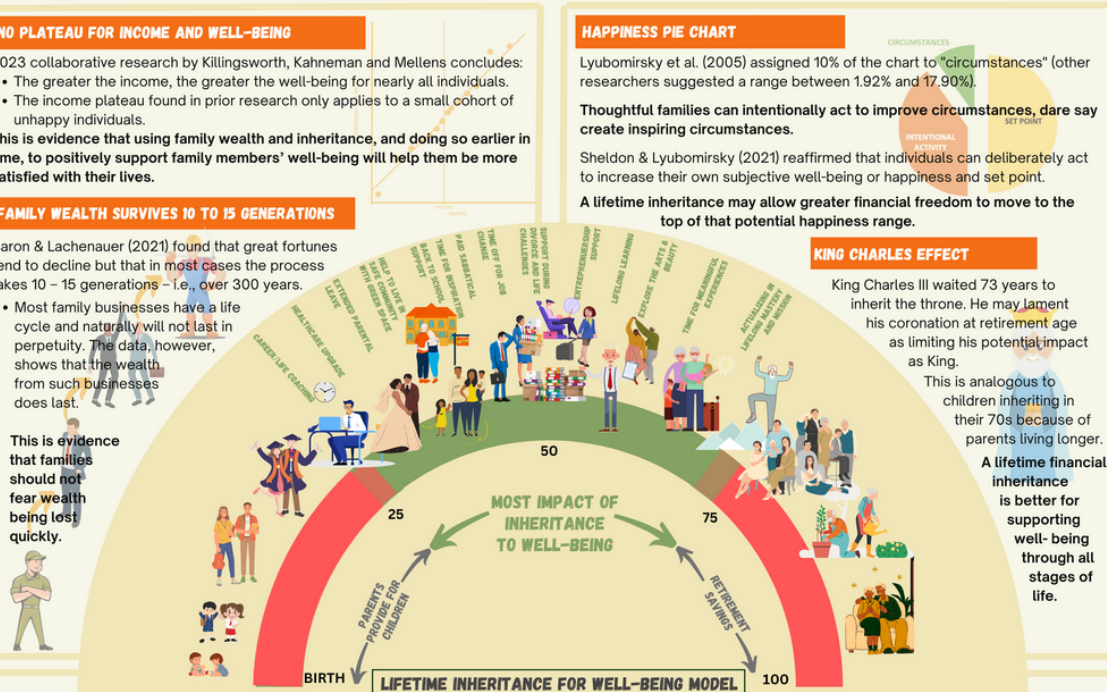 NO PLATEAU FOR INCOME AND WELL-BEING
023 collaborative research by Killingsworth, Kahneman and Mellens concludes:
• The greater the income, the greater the well-being for nearly all individuals.
• The income plateau found in prior research only applies to a small cohort of
unhappy individuals.
his is evidence that using family wealth and inheritance, and doing so earlier in
me, to positively support family members' well-being will help them be more
atisfied with their lives.
FAMILY WEALTH SURVIVES 10 TO 15 GENERATIONS
aron & Lachenauer (2021) found that great fortunes
end to decline but that in most cases the process
akes 10 – 15 generations – i.e., over 300 years.
• Most family businesses have a life
cycle and naturally will not last in
perpetuity. The data, however,
shows that the wealth
from such businesses
does last.
This is evidence
that families
should not
fear wealth
being lost
quickly.
HAPPINESS PIE CHART
CIRCUMSTANCES
Lyubomirsky et al. (2005) assigned 10% of the chart to "circumstances" (other
researchers suggested a range between 1.92% and 17.90%).
Thoughtful families can intentionally act to improve circumstances, dare say
create inspiring circumstances.
SET POINT
INTENTIONAL
ACTIVITY
Sheldon & Lyubomirsky (2021) reaffirmed that individuals can deliberately act
to increase their own subjective well-being or happiness and set point.
A lifetime inheritance may allow greater financial freedom to move to the
top of that potential happiness range.
KING CHARLES EFFECT
King Charles III waited 73 years to
inherit the throne. He may lament
his coronation at retirement age
as limiting his potential impact
as King.
This is analogous to
children inheriting in
their 70s because of
parents living longer.
A lifetime financial
inheritance
is better for
supporting
well- being
through all
stages of
life.
CAREER/LIFE COACHING
HEALTHCARE UPGRADE
EXTENDED PARENTAL
LEAVE
HELP TO LIVE IN
SAFE COMMUNITY
WITH GREEN SPACE
BACK TO SCHOOL
SUPPORT
PAID SABBATICAL
TIME FOR INSPIRATION
TIME OFF FOR JOB
CHANGE
SUPPORT DURING
DIVORCE AND LIFE
CHALLENGES
ENTREPRENEURSHIP
SUPPORT
LIFELONG LEARNING
EXPLORE THE ARTS &
BEAUTY
TIME FOR MEANINGFUL
EXPERIENCES
ACTUALIZING IN
LIFELONG MASTERY
AND MISSION
50
25
75
MOST IMPACT OF
INHERITANCE
TO WELL-BEING
PARENTS
PROVIDE FOR
CHILDREN
RETIREMENT
SAVINGS
BIRTH
100
LIFETIME INHERITANCE FOR WELL-BEING MODEL